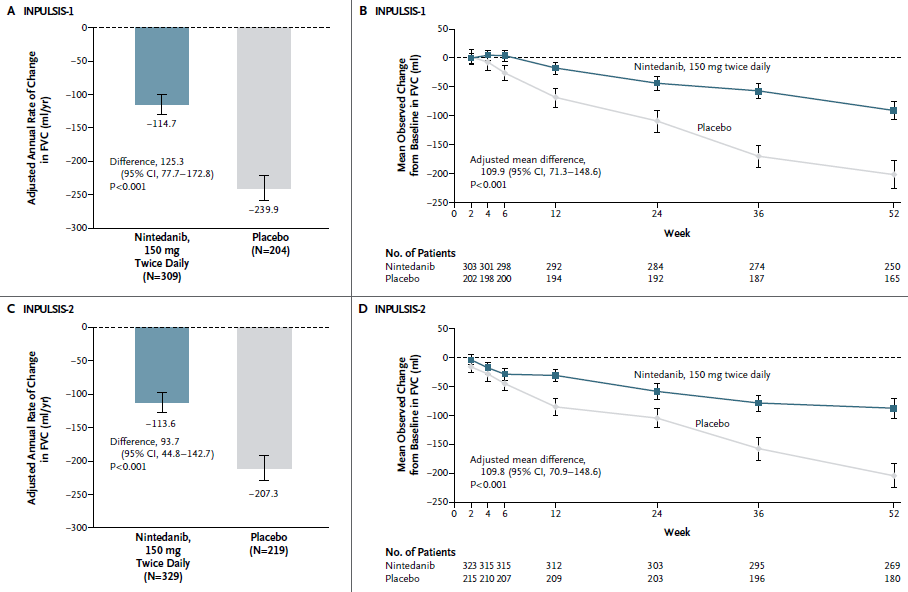 A INPULSIS-1
Adjusted Annual Rate of Change
in FVC (ml/yr)
0
−50
−100
−150
−200
−250
−300
−114.7
Difference, 125.3
(95% CI, 77.7–172.8)
P<0.001
−239.9
Nintedanib,
150 mg
Twice Daily
(N=309)
Placebo
(N=204)
B INPULSIS-1
Mean Observed Change
from Baseline in FVC (ml)
50
0
−50
−100
−150
−200
−250
Nintedanib, 150 mg twice daily
Placebo
Adjusted mean difference,
109.9 (95% CI, 71.3–148.6)
P<0.001
0 2 4 6 12 24 36 52
Week
No. of Patients
Nintedanib 303 301 298 292 284 274 250
Placebo 202 198 200 194 192 187 165
C INPULSIS-2
Adjusted Annual Rate of Change
in FVC (ml/yr)
0
−50
−100
−150
−200
−250
−300
−113.6
Difference, 93.7
(95% CI, 44.8–142.7)
P<0.001
−207.3
Nintedanib,
150 mg
Twice Daily
(N=329)
Placebo
(N=219)
D INPULSIS-2
Mean Observed Change
from Baseline in FVC (ml)
50
0
−50
−100
−150
−200
−250
Nintedanib, 150 mg twice daily
Placebo
Adjusted mean difference,
109.8 (95% CI, 70.9–148.6)
P<0.001
0 2 4 6 12 24 36 52
Week
No. of Patients
Nintedanib 323 315 315 312 303 295 269
Placebo 215 210 207 209 203 196 180